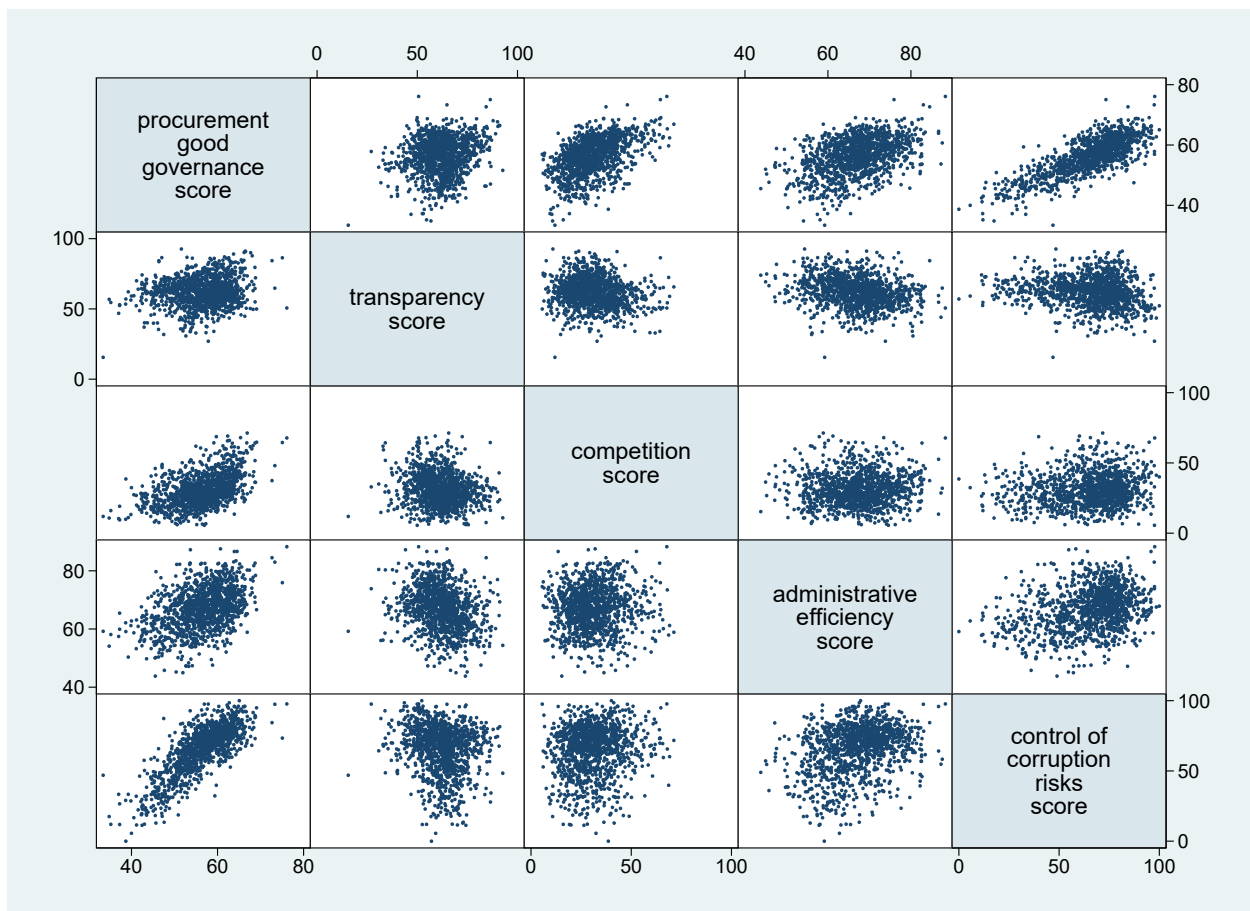 0 50 100 40 60 80
procurement
good
governance
score
80
60
40
100
50
0
transparency
score
competition
score
100
50
0
80
60
40
administrative
efficiency
score
control of
corruption
risks
score
100
50
0
40 60 80 0 50 100 0 50 100